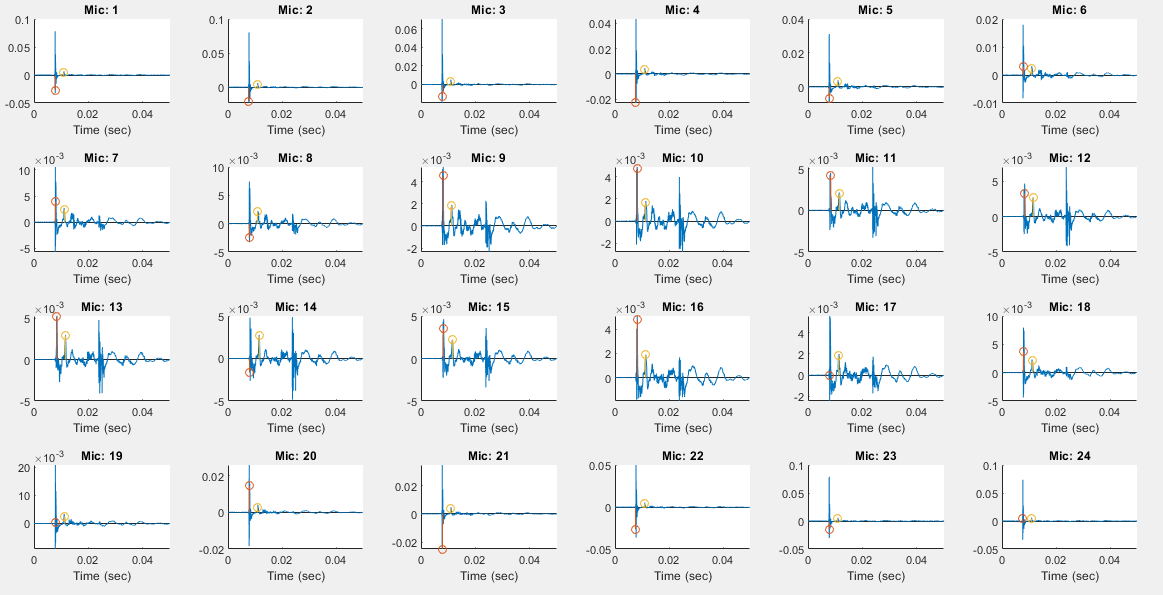 Mic: 1 Mic: 2 Mic: 3 Mic: 4 Mic: 5 Mic: 6
0.1 0.05 0 -0.05 0 0.02 0.04
0.1 0.05 0 0 0.02 0.04
0.06 0.04 0.02 0 0 0.02 0.04
0.04 0.02 0 -0.02 0 0.02 0.04
0.04 0.02 0 0 0.02 0.04
0.02 0.01 0 -0.01 0 0.02 0.04
Time (sec) Time (sec) Time (sec) Time (sec) Time (sec) Time (sec)
Mic: 7 Mic: 8 Mic: 9 Mic: 10 Mic: 11 Mic: 12
×10-3 10 5 0 -5 0 0.02 0.04
×10-3 10 5 0 -5 0 0.02 0.04
×10-3 4 2 0 -2 0 0.02 0.04
×10-3 4 2 0 -2 0 0.02 0.04
×10-3 5 0 -5 0 0.02 0.04
×10-3 5 0 -5 0 0.02 0.04
Time (sec) Time (sec) Time (sec) Time (sec) Time (sec) Time (sec)
Mic: 13 Mic: 14 Mic: 15 Mic: 16 Mic: 17 Mic: 18
×10-3 5 0 -5 0 0.02 0.04
×10-3 5 0 -5 0 0.02 0.04
×10-3 5 0 -5 0 0.02 0.04
×10-3 4 2 0 0 0.02 0.04
×10-3 4 2 0 -2 0 0.02 0.04
×10-3 10 5 0 -5 0 0.02 0.04
Time (sec) Time (sec) Time (sec) Time (sec) Time (sec) Time (sec)
Mic: 19 Mic: 20 Mic: 21 Mic: 22 Mic: 23 Mic: 24
×10-3 20 10 0 0 0.02 0.04
0.02 0 -0.02 0 0.02 0.04
0.02 0 -0.02 0 0.02 0.04
0.05 0 -0.05 0 0.02 0.04
0.1 0.05 0 -0.05 0 0.02 0.04
0.1 0.05 0 -0.05 0 0.02 0.04
Time (sec) Time (sec) Time (sec) Time (sec) Time (sec) Time (sec)